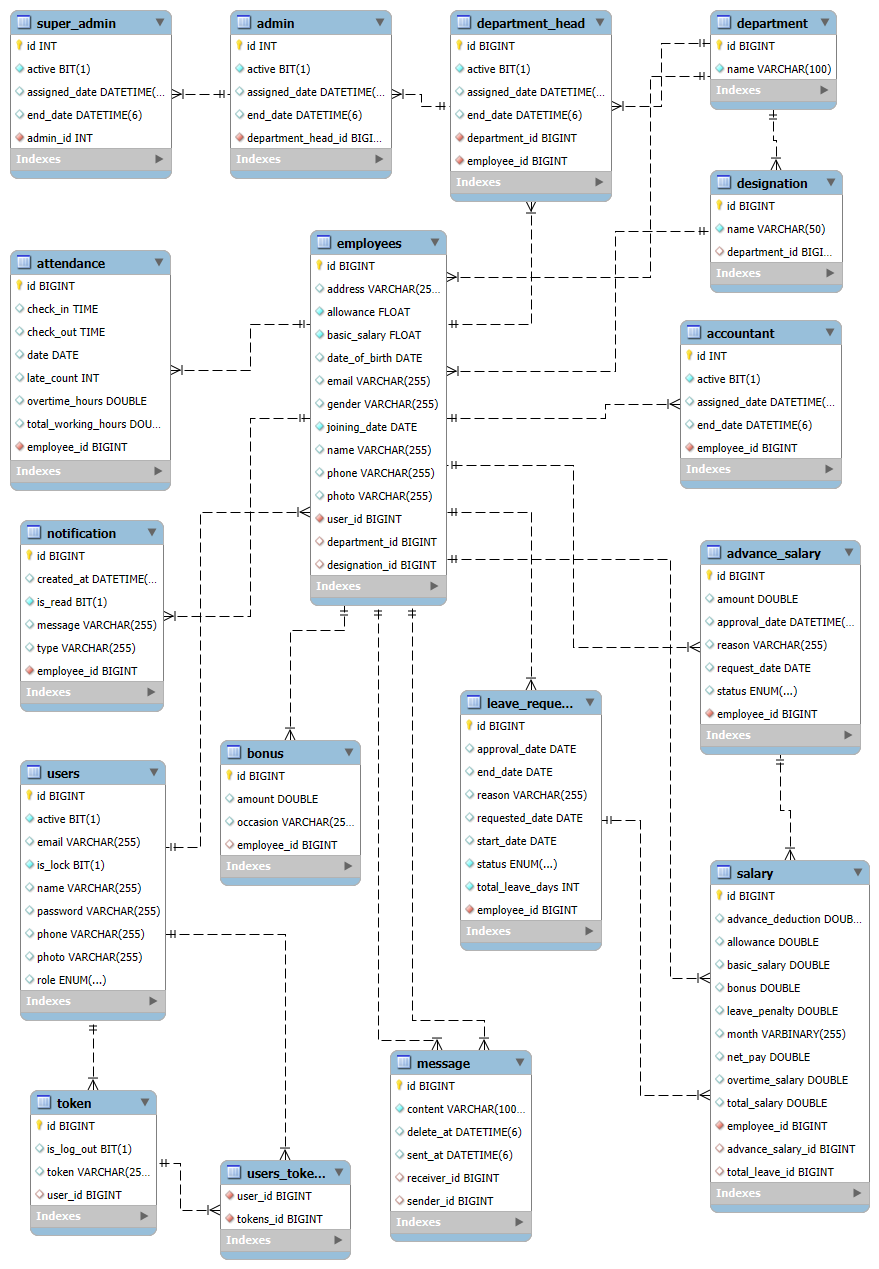 super_admin
id INT
active BIT(1)
assigned_date DATETIME(...
end_date DATETIME(6)
admin_id INT
Indexes
admin
id INT
active BIT(1)
assigned_date DATETIME(...
end_date DATETIME(6)
department_head_id BIGI...
Indexes
department_head
id BIGINT
active BIT(1)
assigned_date DATETIME(...
end_date DATETIME(6)
department_id BIGINT
employee_id BIGINT
Indexes
department
id BIGINT
name VARCHAR(100)
Indexes
designation
id BIGINT
name VARCHAR(50)
department_id BIGI...
Indexes
attendance
id BIGINT
check_in TIME
check_out TIME
date DATE
late_count INT
overtime_hours DOUBLE
total_working_hours DOU...
employee_id BIGINT
Indexes
employees
id BIGINT
address VARCHAR(25...
allowance FLOAT
basic_salary FLOAT
date_of_birth DATE
email VARCHAR(255)
gender VARCHAR(255)
joining_date DATE
name VARCHAR(255)
phone VARCHAR(255)
photo VARCHAR(255)
user_id BIGINT
department_id BIGINT
designation_id BIGINT
Indexes
accountant
id INT
active BIT(1)
assigned_date DATETIME(...
end_date DATETIME(6)
employee_id BIGINT
Indexes
notification
id BIGINT
created_at DATETIME(...
is_read BIT(1)
message VARCHAR(255)
type VARCHAR(255)
employee_id BIGINT
Indexes
advance_salary
id BIGINT
amount DOUBLE
approval_date DATETIME(...
reason VARCHAR(255)
request_date DATE
status ENUM(...)
employee_id BIGINT
Indexes
users
id BIGINT
active BIT(1)
email VARCHAR(255)
is_lock BIT(1)
name VARCHAR(255)
password VARCHAR(255)
phone VARCHAR(255)
photo VARCHAR(255)
role ENUM(...)
Indexes
bonus
id BIGINT
amount DOUBLE
occasion VARCHAR(25...
employee_id BIGINT
Indexes
leave_reque...
id BIGINT
approval_date DATE
end_date DATE
reason VARCHAR(255)
requested_date DATE
start_date DATE
status ENUM(...)
total_leave_days INT
employee_id BIGINT
Indexes
salary
id BIGINT
advance_deduction DOUB...
allowance DOUBLE
basic_salary DOUBLE
bonus DOUBLE
leave_penalty DOUBLE
month VARBINARY(255)
net_pay DOUBLE
overtime_salary DOUBLE
total_salary DOUBLE
employee_id BIGINT
advance_salary_id BIGINT
total_leave_id BIGINT
Indexes
token
id BIGINT
is_log_out BIT(1)
token VARCHAR(25...
user_id BIGINT
Indexes
users_toke...
user_id BIGINT
tokens_id BIGINT
Indexes
message
id BIGINT
content VARCHAR(100...
delete_at DATETIME(6)
sent_at DATETIME(6)
receiver_id BIGINT
sender_id BIGINT
Indexes